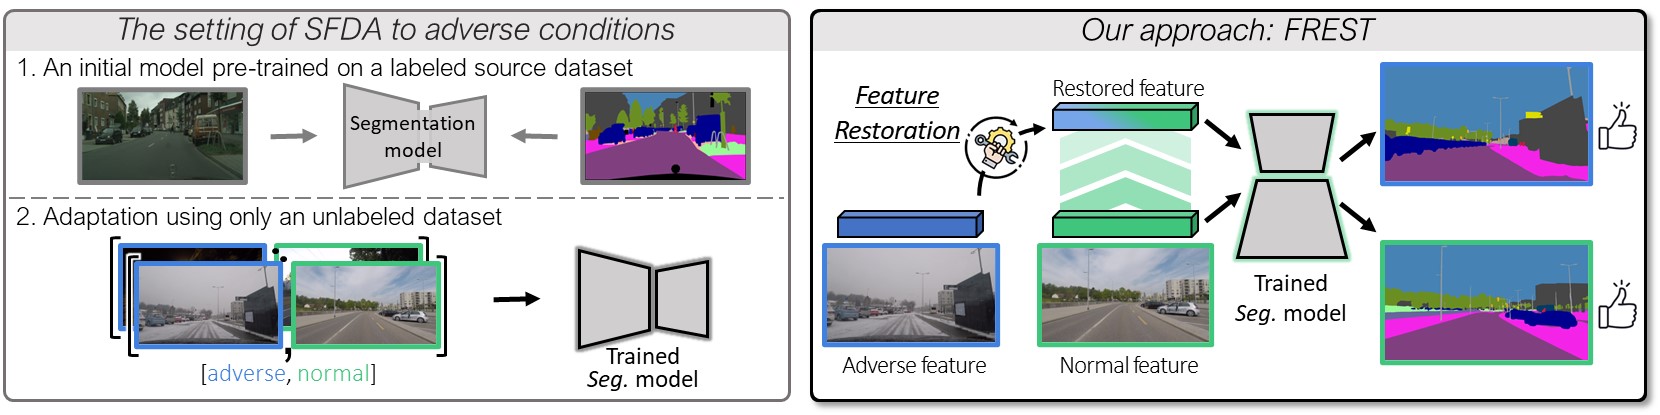 The setting of SFDA to adverse conditions
1. An initial model pre-trained on a labeled source dataset
Segmentation
model
2. Adaptation using only an unlabeled dataset
[adverse, normal]
Trained
Seg. model
Our approach: FREST
Feature
Restoration
Restored feature
Adverse feature
Normal feature
Trained
Seg. model